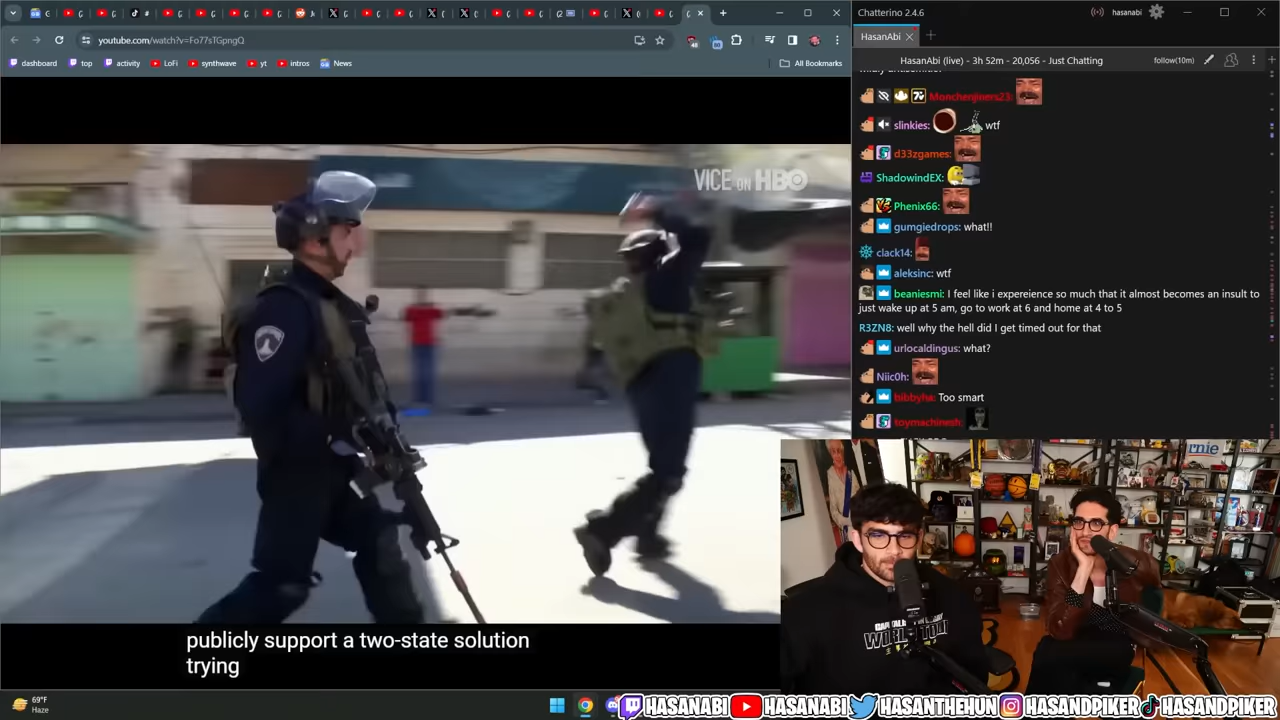 youtube.com/watch?v=Fo77sTGpngQ
dashboard
top
activity
LoFi
synthwave
yt
intros
News
All Bookmarks
VICE ON HBO
publicly support a two-state solution
trying
69°F
Haze
Chatterino 2.4.6
hasanabi
HasanAbi
HasanAbi (live) - 3h 52m - 20,056 - Just Chatting
follow(10m)
slinkies: wtf
d33zgames:
ShadowindEX:
Phenix66:
gumgiedrops: what!!
clack14:
aleksinc: wtf
beaniesmi: I feel like i expereience so much that it almost becomes an insult to
just wake up at 5 am, go to work at 6 and home at 4 to 5
R3ZN8: well why the hell did I get timed out for that
urlocaldingus: what?
Niic0h:
Too smart
toymachinesh:
WORLD TOUR
HASANABI
HASANABI
HASANTHEHUN
HASANDPIKER
HASANDPIKER